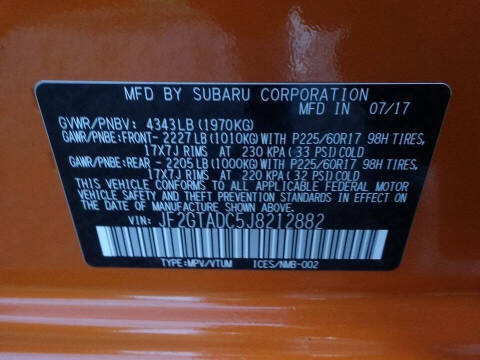 MFD BY SUBARU CORPORATION
MFD IN 07/17
GVWR/PNBV: 4343LB(1970KG)
GAWR/PNBE:FRONT-2227LB(1010KG)WITH P225/60R17 98H TIRES,
17X7J RIMS AT 230 KPA(33 PSI)COLD
GAWR/PNBE:REAR -2205LB(1000KG)WITH P225/60R17 98H TIRES,
17X7J RIMS AT 220 KPA(32 PSI)COLD
THIS VEHICLE CONFORMS TO ALL APPLICABLE FEDERAL MOTOR
VEHICLE SAFETY AND THEFT PREVENTION STANDARDS IN EFFECT
ON THE DATE OF MANUFACTURE SHOWN ABOVE.
VIN: JF2GTADC5J8212882
TYPE:MPV/VTUM ICES/NMB-002